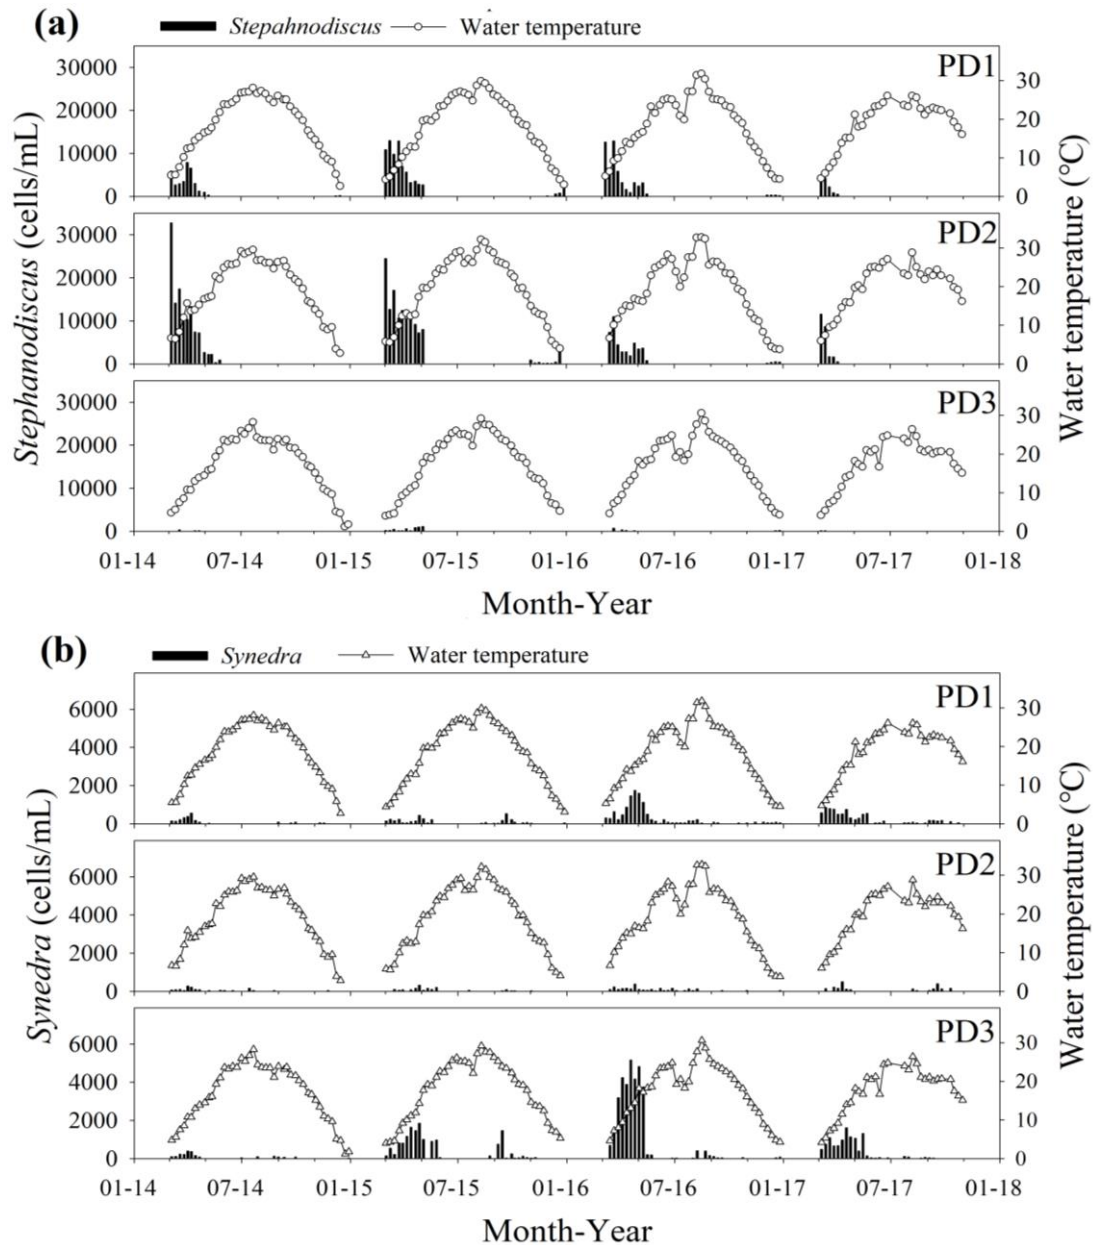 (a)
Stepahnodiscus Water temperature
PD1
30000
20000
10000
0
30
20
10
0
PD2
30000
20000
10000
0
30
20
10
0
PD3
30000
20000
10000
0
30
20
10
0
Stephanodiscus (cells/mL)
Water temperature (°C)
01-14 07-14 01-15 07-15 01-16 07-16 01-17 07-17 01-18
Month-Year
(b)
Synedra Water temperature
PD1
6000
4000
2000
0
30
20
10
0
PD2
6000
4000
2000
0
30
20
10
0
PD3
6000
4000
2000
0
30
20
10
0
Synedra (cells/mL)
Water temperature (°C)
01-14 07-14 01-15 07-15 01-16 07-16 01-17 07-17 01-18
Month-Year